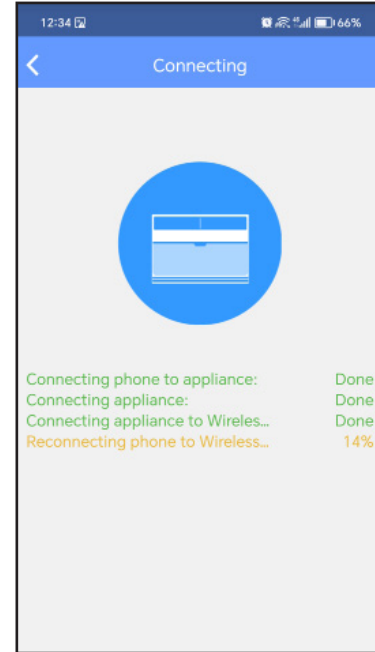 12:34 66%
Connecting
Connecting phone to appliance: Done
Connecting appliance: Done
Connecting appliance to Wireles... Done
Reconnecting phone to Wireless... 14%